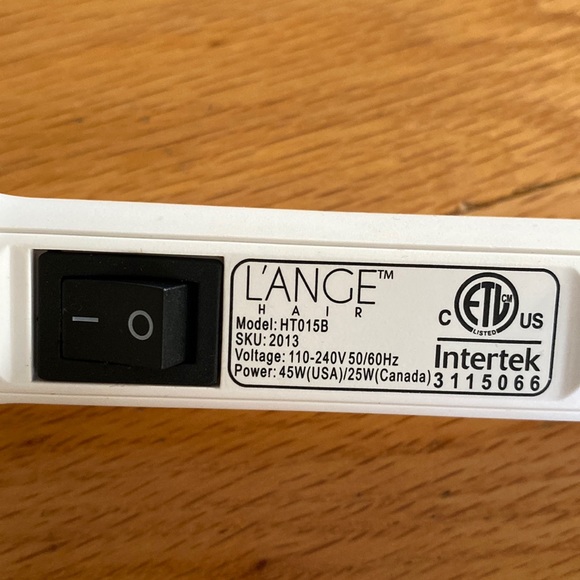 I O
L'ANGE™
HAIR
Model: HT015B
SKU: 2013
Voltage: 110-240V 50/60Hz
Power: 45W(USA)/25W(Canada)
ETL CM
LISTED
C US
Intertek
3115066